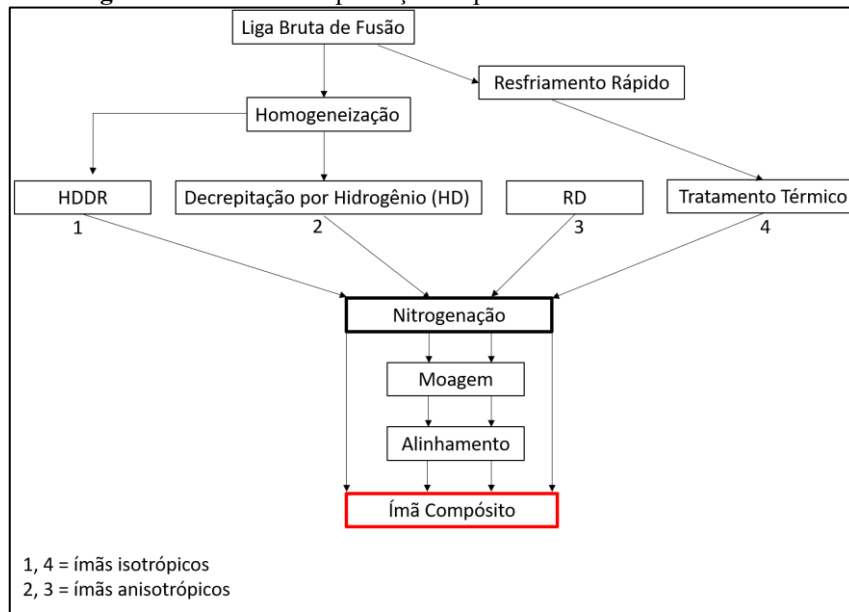 Liga Bruta de Fusão
Resfriamento Rápido
Homogeneização
HDDR
Decrepitação por Hidrogênio (HD)
RD
Tratamento Térmico
1
2
3
4
Nitrogenação
Moagem
Alinhamento
Ímã Compósito
1, 4 = ímãs isotrópicos
2, 3 = ímãs anisotrópicos